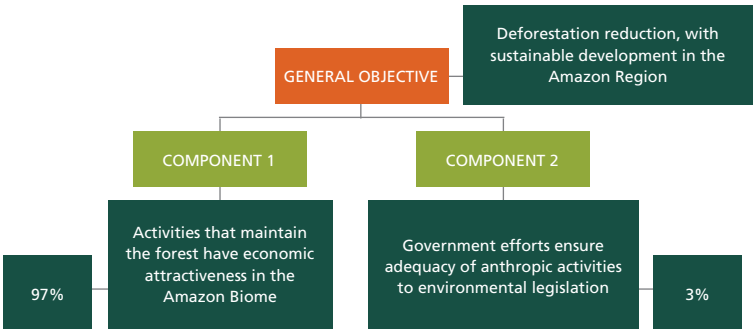 Deforestation reduction, with
sustainable development in the
Amazon Region
GENERAL OBJECTIVE
COMPONENT 1
COMPONENT 2
Activities that maintain
the forest have economic
attractiveness in the
Amazon Biome
97%
Government efforts ensure
adequacy of anthropic activities
to environmental legislation
3%